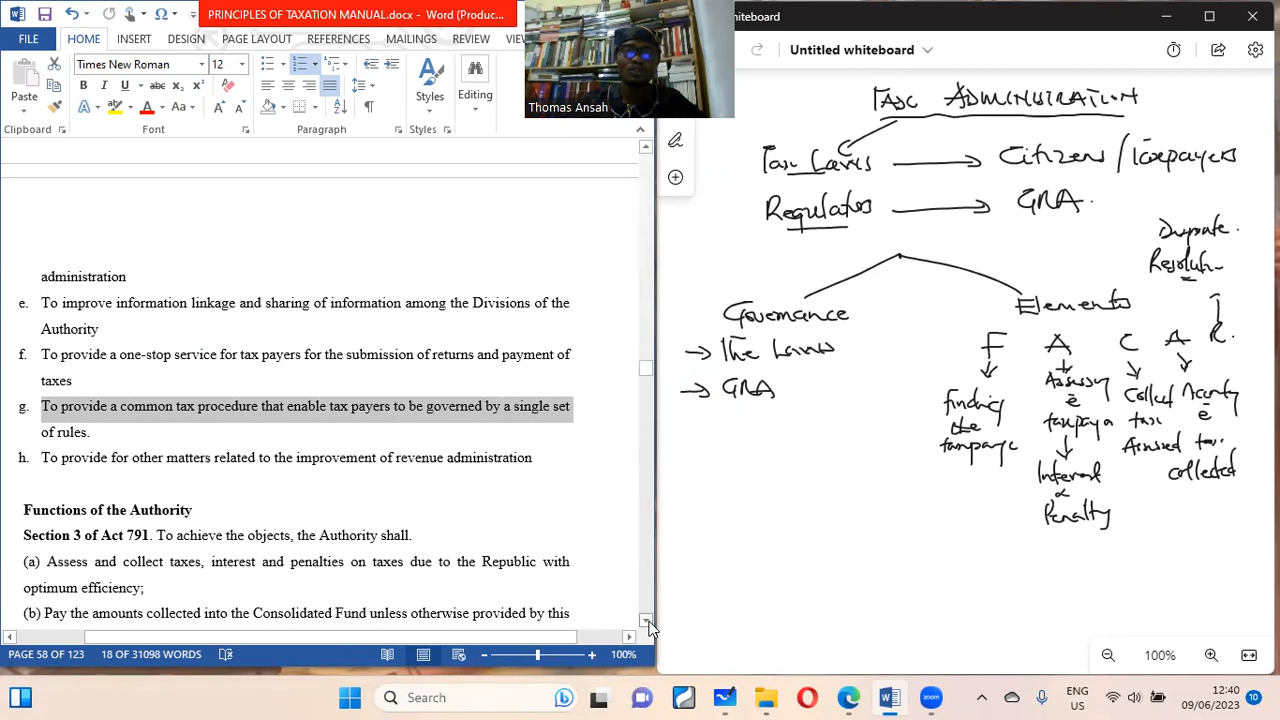 PRINCIPLES OF TAXATION MANUAL.docx - Word (Produc...
FILE HOME INSERT DESIGN PAGE LAYOUT REFERENCES MAILINGS REVIEW
Times New Roman 12
Paste Styles Editing
Clipboard Font Paragraph Styles
Thomas Ansah
administration
e. To improve information linkage and sharing of information among the Divisions of the
Authority
f. To provide a one-stop service for tax payers for the submission of returns and payment of
taxes
g. To provide a common tax procedure that enable tax payers to be governed by a single set
of rules.
h. To provide for other matters related to the improvement of revenue administration
Functions of the Authority
Section 3 of Act 791. To achieve the objects, the Authority shall.
(a) Assess and collect taxes, interest and penalties on taxes due to the Republic with
optimum efficiency;
(b) Pay the amounts collected into the Consolidated Fund unless otherwise provided by this
PAGE 58 OF 123 18 OF 31098 WORDS 100%
whiteboard
Untitled whiteboard
TAX ADMINISTRATION
Tax Laws → Citizens / Taxpayers
Regulators → GRA.
Dispute
Resolutn
Governance Elements
→ The Laws F A C A R.
→ GRA
Finding
the
taxpayer
Assessing
taxpayer
Interest
&
Penalty
Collect
tax
Assessed
tax
collected
100%
Search
ENG
US
12:40
09/06/2023
10